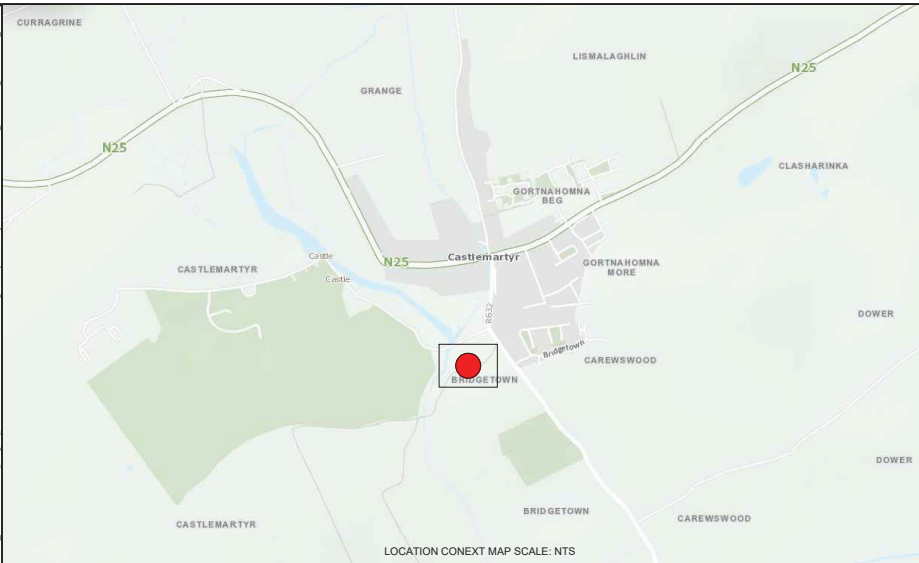 CURRAGRINE
LISMALAGHLIN
N25
GRANGE
N25
CLASHARINKA
GORTNAHOMNA
BEG
Castle
Castlemartyr
N25
CASTLEMARTYR
Castle
GORTNAHOMNA
MORE
R632
DOWER
Bridgetown
CAREWSWOOD
BRIDGETOWN
DOWER
BRIDGETOWN
CAREWSWOOD
CASTLEMARTYR
LOCATION CONEXT MAP SCALE: NTS